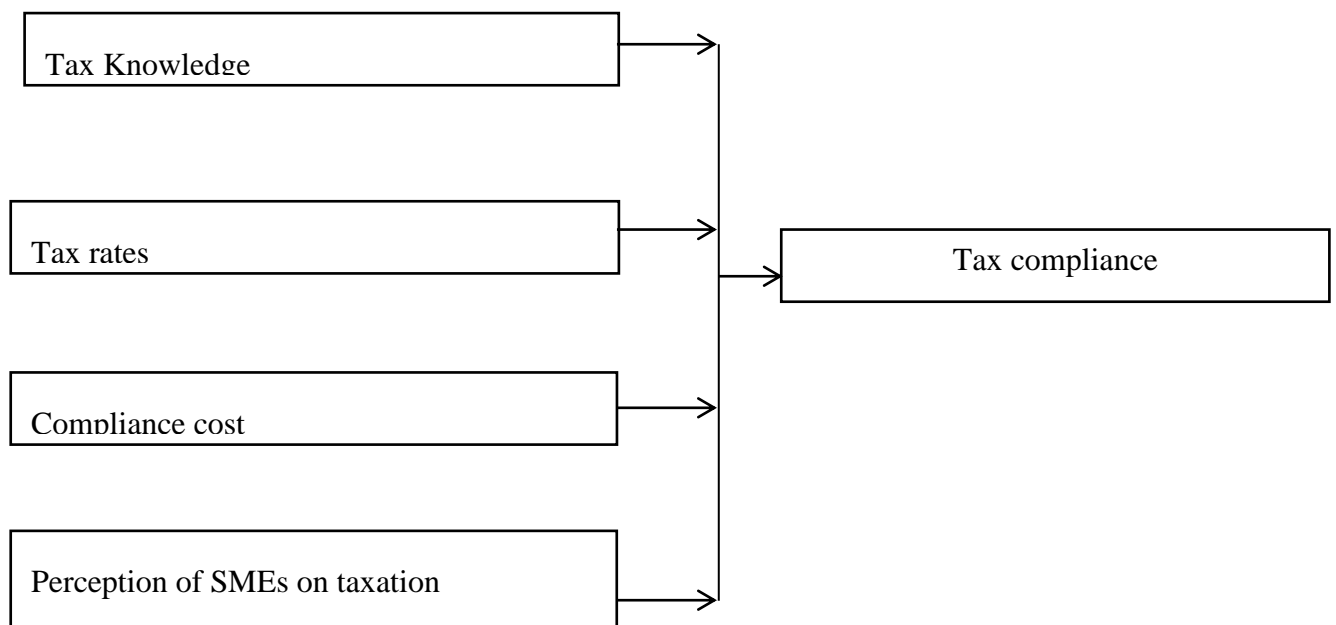 Tax Knowledge
Tax rates
Tax compliance
Compliance cost
Perception of SMEs on taxation